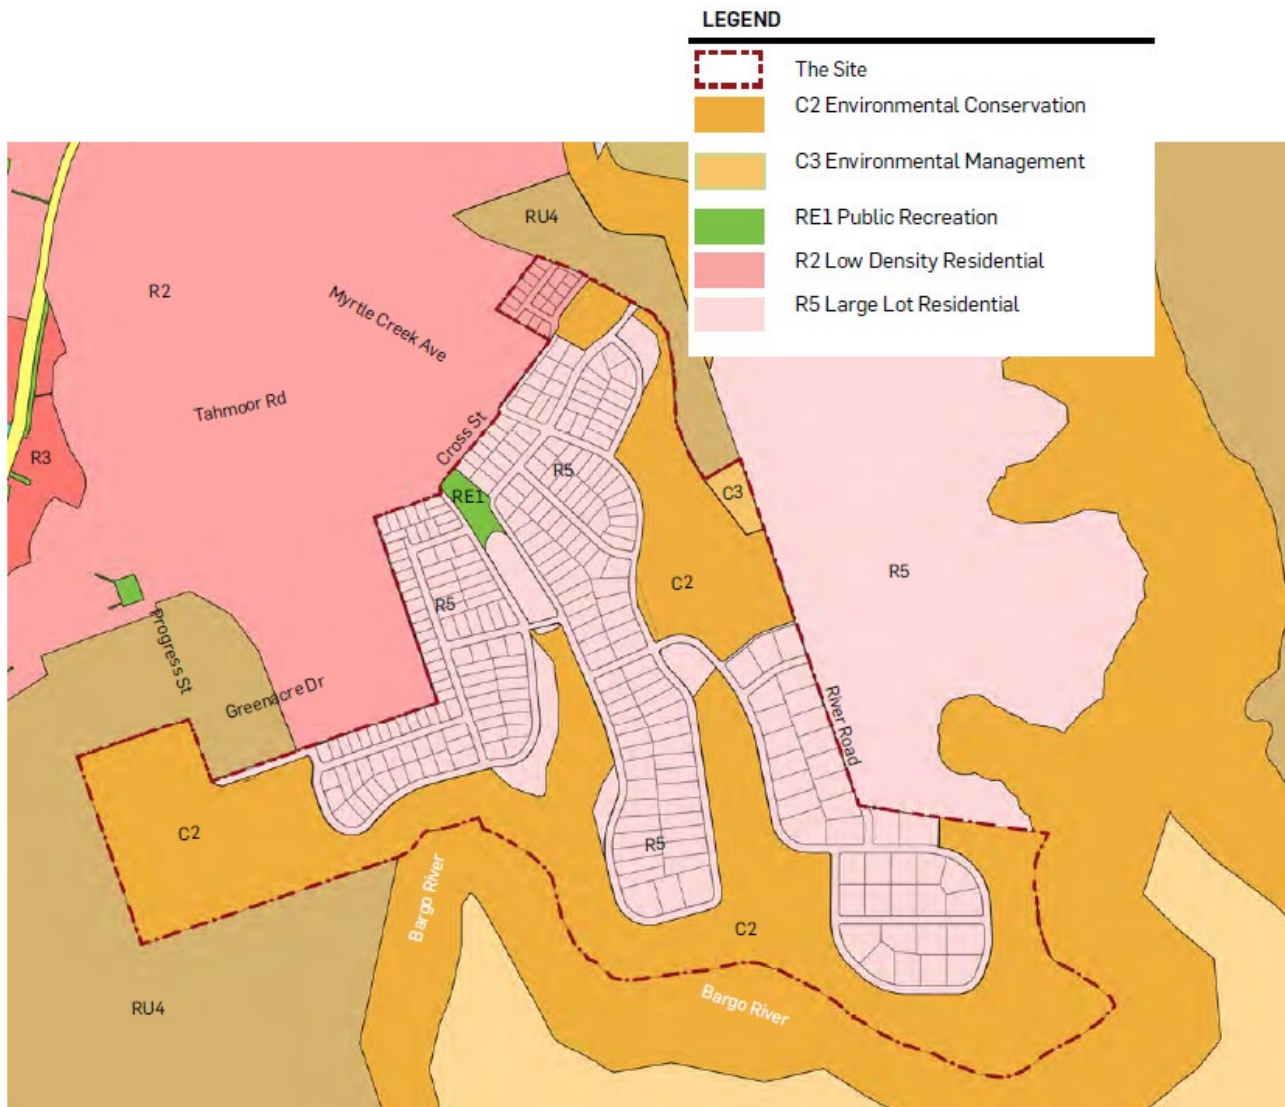 LEGEND
The Site
C2 Environmental Conservation
C3 Environmental Management
RE1 Public Recreation
R2 Low Density Residential
R5 Large Lot Residential
RU4
R2
Myrtle Creek Ave
Tahmoor Rd
Cross St
R3
R5
RE1
C3
R5
C2
R5
Progress St
Greenacre Dr
River Road
C2
R5
Bargo River
C2
Bargo River
RU4